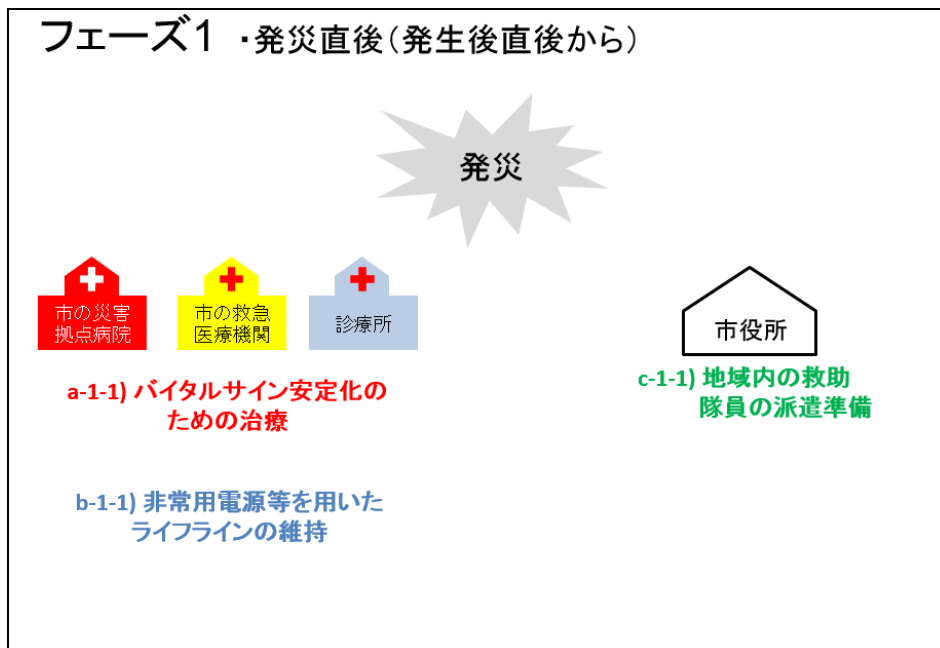 フェーズ1 ・発災直後(発生後直後から)
発災
市の災害
拠点病院
市の救急
医療機関
診療所
市役所
a-1-1) バイタルサイン安定化の
ための治療
c-1-1) 地域内の救助
隊員の派遣準備
b-1-1) 非常用電源等を用いた
ライフラインの維持